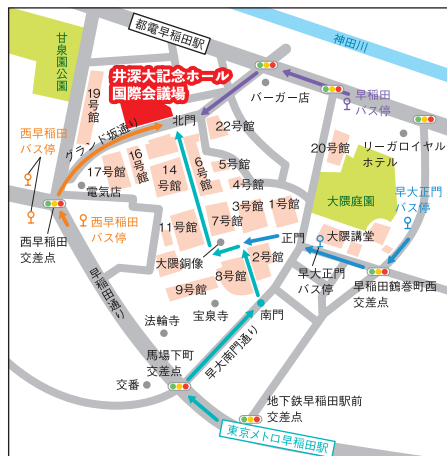 都電早稲田駅
神田川
甘泉園公園
井深大記念ホール
国際会議場
19号館
北門
バーガー店
早稲田
バス停
グランド坂通り
西早稲田
バス停
22号館
20号館
リーガロイヤル
ホテル
16号館
17号館
14
号館
6号館
5号館
4号館
電気店
大隈庭園
早大正門
バス停
3号館
1号館
7号館
11号館
西早稲田
バス停
西早稲田
交差点
正門
大隈講堂
大隈銅像
2号館
8号館
9号館
早大正門
バス停
早稲田鶴巻町西
交差点
早稲田通り
宝泉寺
南門
法輪寺
早大南門通り
馬場下町
交差点
交番
地下鉄早稲田駅前
交差点
東京メトロ早稲田駅